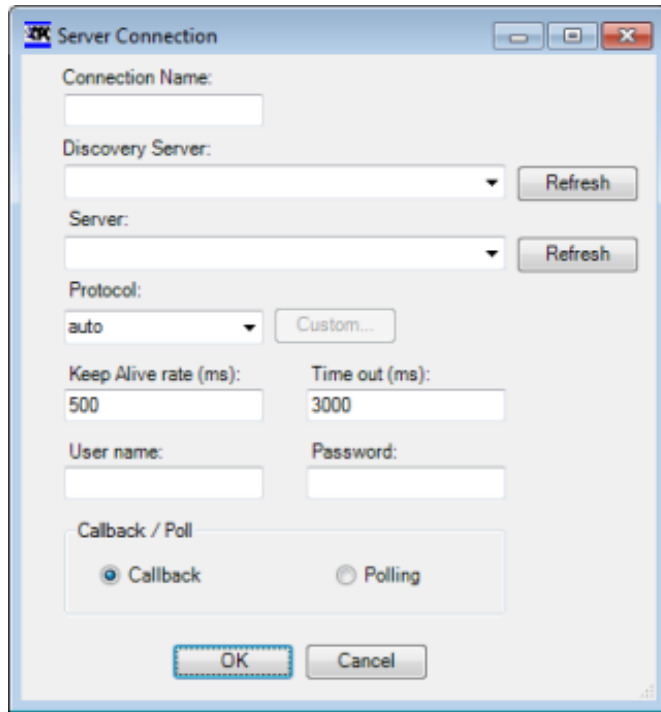 Server Connection
Connection Name:
Discovery Server:
Refresh
Server:
Refresh
Protocol:
auto Custom...
Keep Alive rate (ms): Time out (ms):
500 3000
User name: Password:
Callback / Poll
Callback Polling
OK Cancel